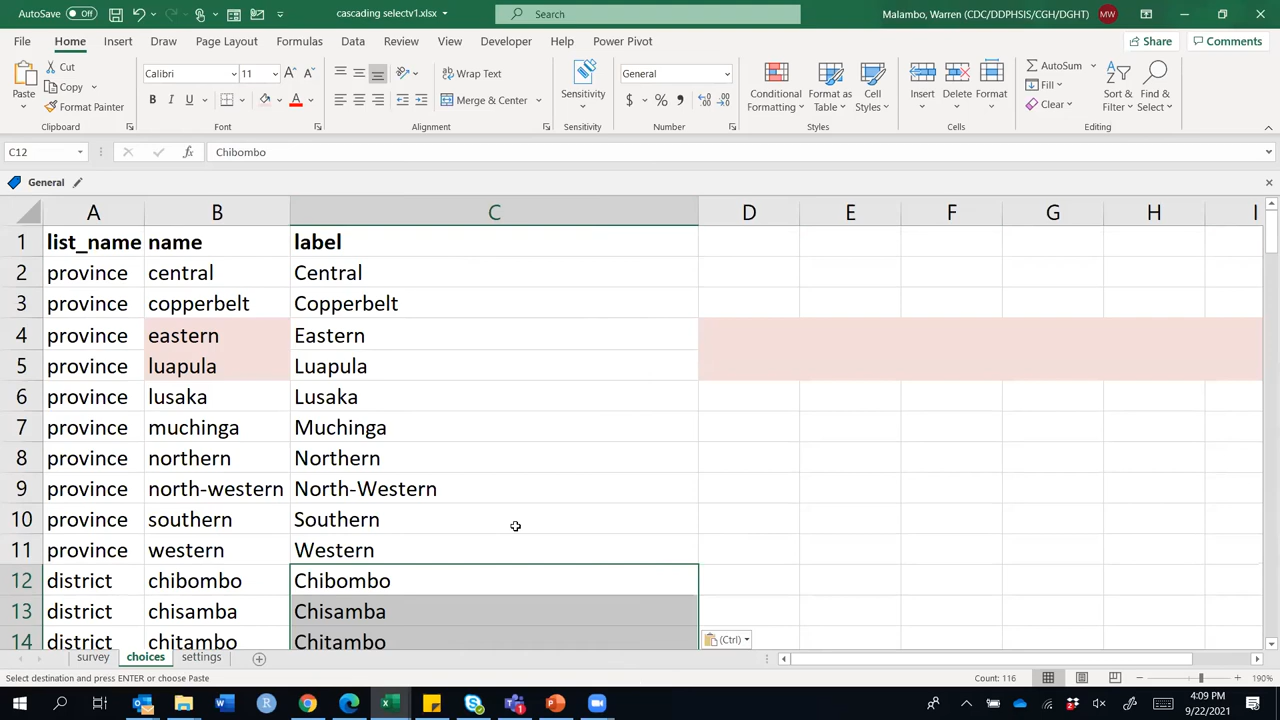 AutoSave Off
cascading selectv1.xlsx
Search
Malambo, Warren (CDC/DDPHSIS/CGH/DGHT) MW
File Home Insert Draw Page Layout Formulas Data Review View Developer Help Power Pivot
Share Comments
Paste
Cut
Copy
Format Painter
Clipboard
Calibri 11
B I U
Font
Wrap Text
Merge & Center
Alignment
Sensitivity
Sensitivity
General
$ %
Number
Conditional Formatting
Format as Table
Cell Styles
Styles
Insert Delete Format
Cells
AutoSum
Fill
Clear
Sort & Filter
Find & Select
Editing
C12 fx Chibombo
General
A B C D E F G H I
1 list_name name label
2 province central Central
3 province copperbelt Copperbelt
4 province eastern Eastern
5 province luapula Luapula
6 province lusaka Lusaka
7 province muchinga Muchinga
8 province northern Northern
9 province north-western North-Western
10 province southern Southern
11 province western Western
12 district chibombo Chibombo
13 district chisamba Chisamba
14 district chitambo Chitambo
(Ctrl)
survey choices settings
Select destination and press ENTER or choose Paste
Count: 116
190%
4:09 PM
9/22/2021